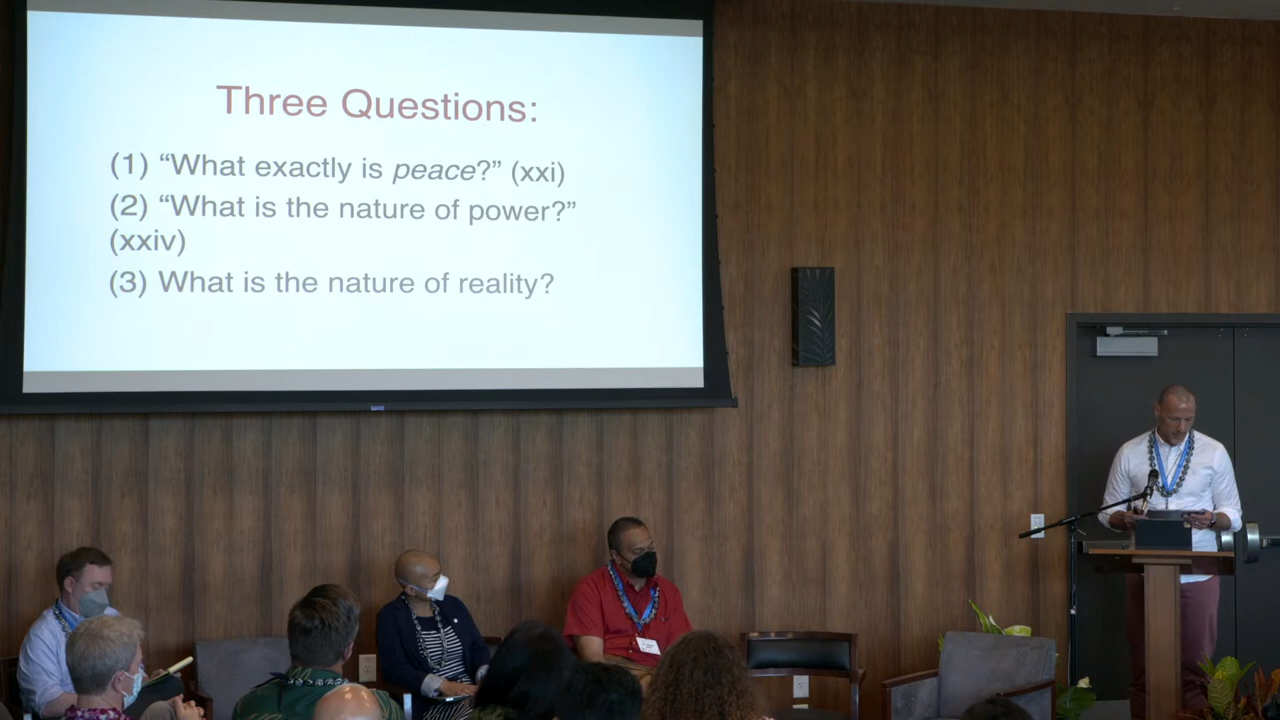 Three Questions:
(1) “What exactly is peace?” (xxi)
(2) “What is the nature of power?”
(xxiv)
(3) What is the nature of reality?